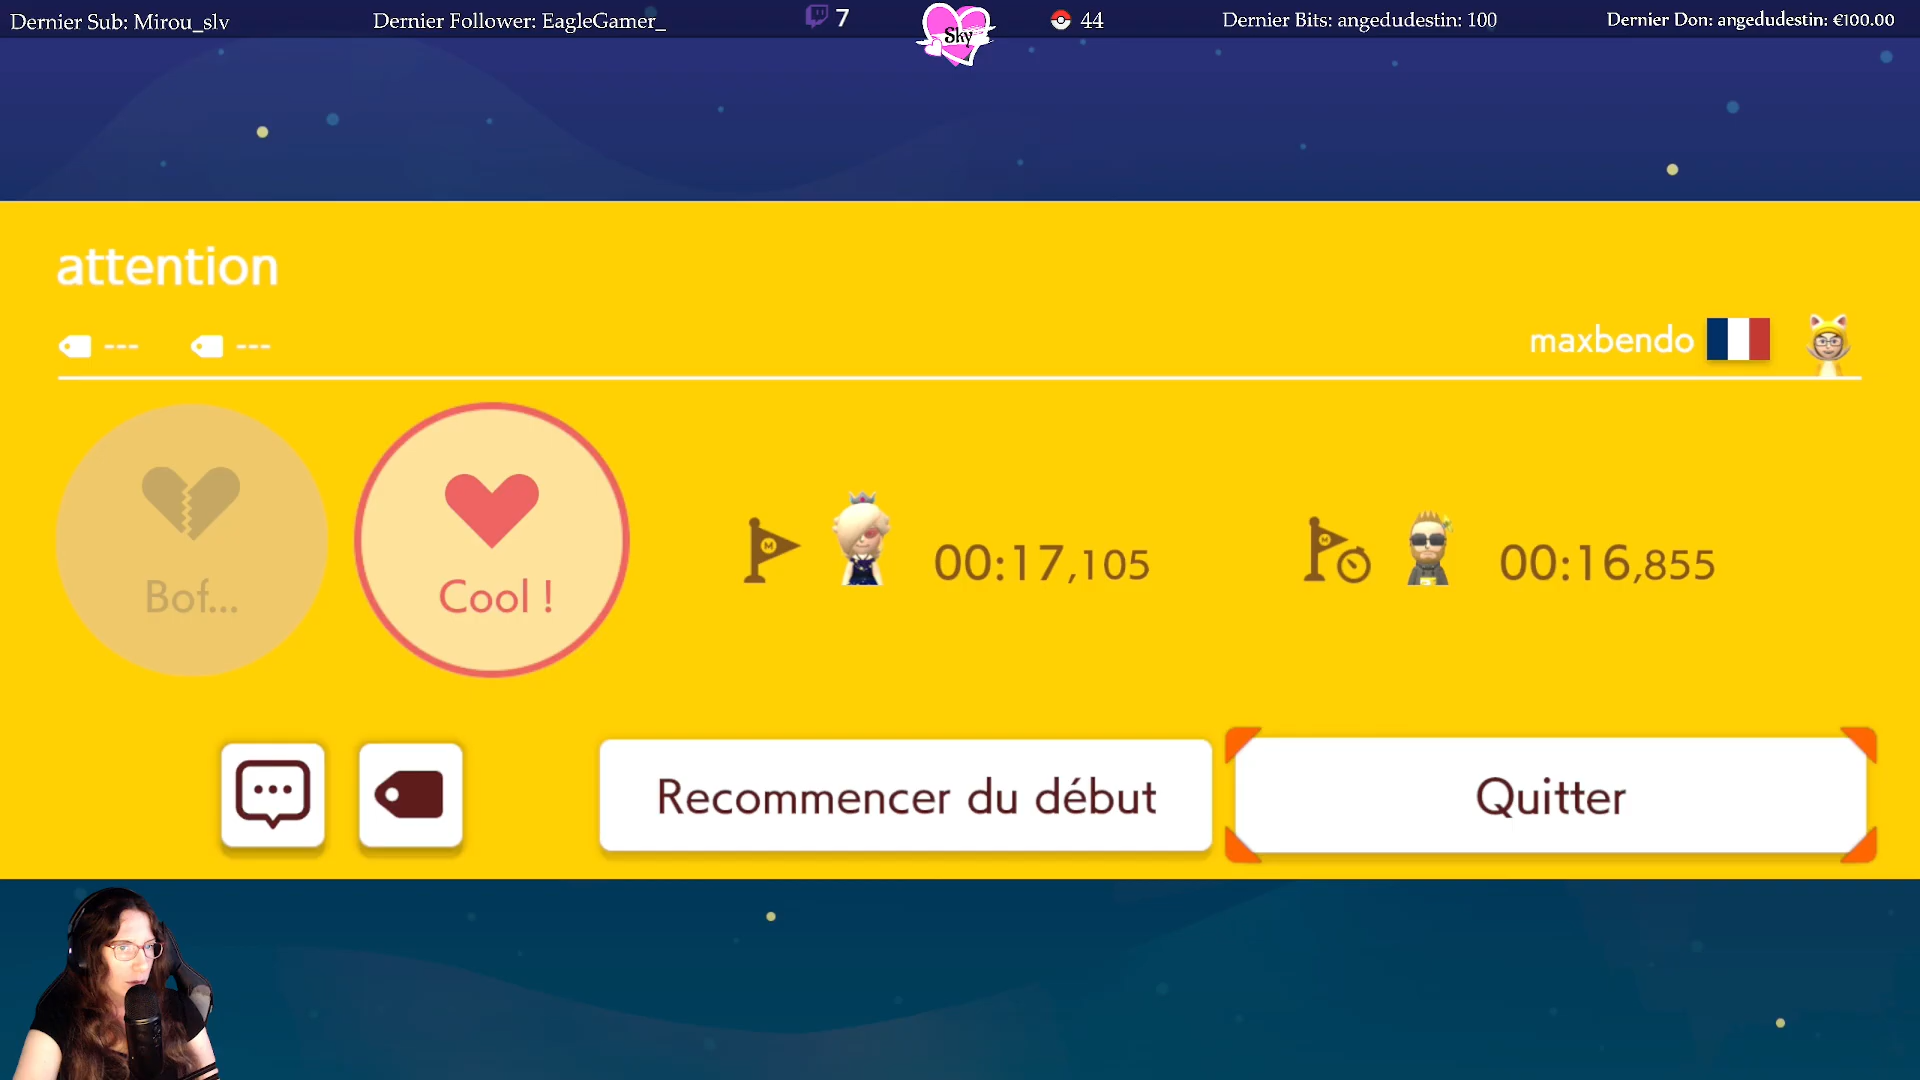 Dernier Sub: Mirou_slv
Dernier Follower: EagleGamer_
7
Sky
44
Dernier Bits: angedudestin: 100
Dernier Don: angedudestin: €100.00
attention
--- ---
maxbendo
Bof...
Cool !
M
00:17,105
M
00:16,855
Recommencer du début
Quitter